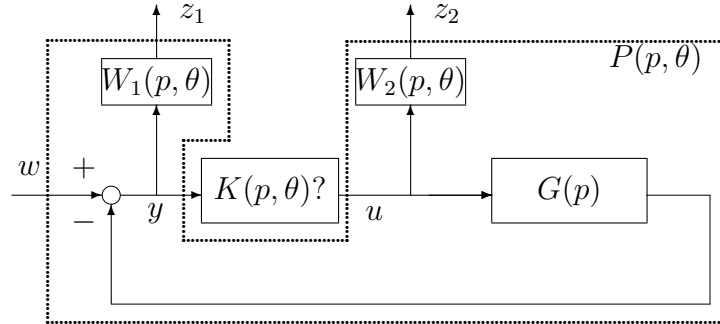 z₁
z₂
W₁(p, θ)
W₂(p, θ)
P(p, θ)
w
+
−
y
K(p, θ)?
u
G(p)